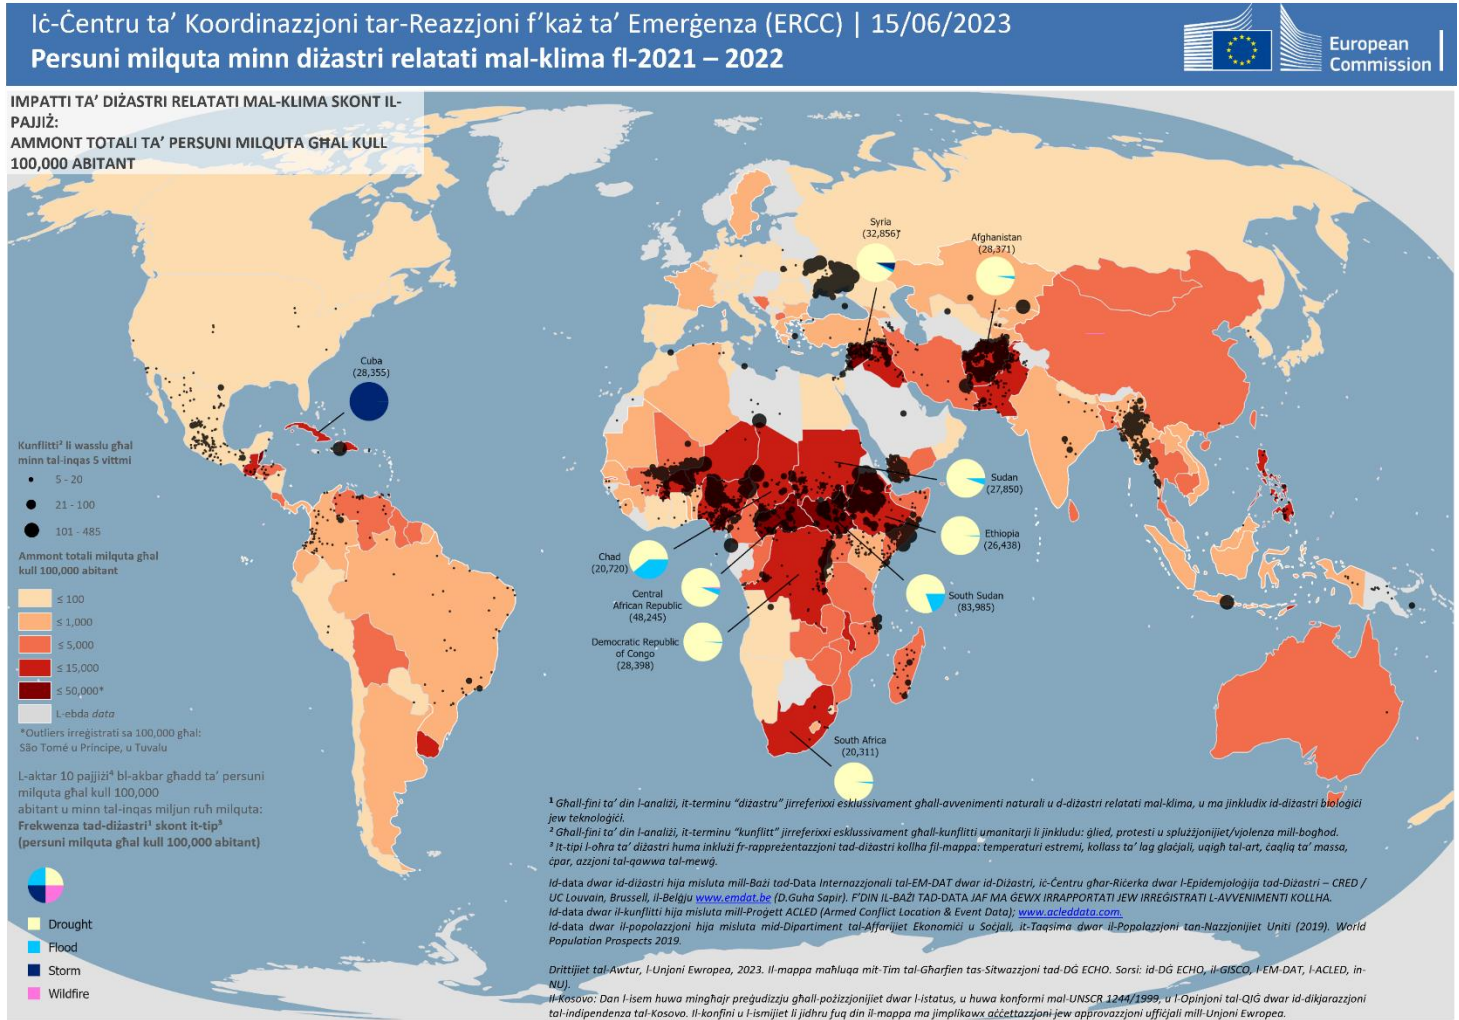 Iċ-Ċentru ta' Koordinazzjoni tar-Reazzjoni f'każ ta' Emerġenza (ERCC) | 15/06/2023
Persuni milquta minn diżastri relatati mal-klima fl-2021 – 2022
European
Commission
IMPATTI TA' DIŻASTRI RELATATI MAL-KLIMA SKONT IL-
PAJJIŻ:
AMMONT TOTALI TA' PERSUNI MILQUTA GĦAL KULL
100,000 ABITANT
Syria
(32,856)*
Afghanistan
(28,371)
Cuba
(28,355)
Sudan
(27,850)
Ethiopia
(26,438)
Chad
(20,720)
Central
African Republic
(48,245)
South Sudan
(83,985)
Democratic Republic
of Congo
(28,398)
South Africa
(20,311)
Kunflitti² li wasslu għal
minn tal-inqas 5 vittmi
5 - 20
21 - 100
101 - 485
Ammont totali milquta għal
kull 100,000 abitant
≤ 100
≤ 1,000
≤ 5,000
≤ 15,000
≤ 50,000*
L-ebda data
*Outliers irreġistrati sa 100,000 għal:
São Tomé u Príncipe, u Tuvalu
L-aktar 10 pajjiżi⁴ bl-akbar għadd ta' persuni
milquta għal kull 100,000
abitant u minn tal-inqas miljun ruħ milquta:
Frekwenza tad-diżastri¹ skont it-tip³
(persuni milquta għal kull 100,000 abitant)
Drought
Flood
Storm
Wildfire
¹ Għall-fini ta' din l-analiżi, it-terminu "diżastru" jirreferixxi esklussivament għall-avvenimenti naturali u d-diżastri relatati mal-klima, u ma jinkludix id-diżastri bijoloġiċi
jew teknoloġiċi.
² Għall-fini ta' din l-analiżi, it-terminu "kunflitt" jirreferixxi esklussivament għall-kunflitti umanitarji li jinkludu: ġlied, protesti u splużżjonijiet/vjolenza mill-bogħod.
³ It-tipi l-oħra ta' diżastri huma inklużi fr-rappreżentazzjoni tad-diżastri kollha fil-mappa: temperaturi estremi, kollass ta' lag glaċjali, uqigħ tal-art, ċaqliq ta' massa,
ċpar, azzjoni tal-qawwa tal-mewġ.
Id-data dwar id-diżastri hija misluta mill-Bażi tad-Data Internazzjonali tal-EM-DAT dwar id-Diżastri, iċ-Ċentru għar-Riċerka dwar l-Epidemjoloġija tad-Diżastri – CRED /
UC Louvain, Brussell, il-Belġju www.emdat.be (D.Guha Sapir). F'DIN IL-BAŻI TAD-DATA JAF MA ĠEWX IRRAPPORTATI JEW IRREĠISTRATI L-AVVENIMENTI KOLLHA.
Id-data dwar il-kunflitti hija misluta mill-Proġett ACLED (Armed Conflict Location & Event Data); www.acleddata.com.
Id-data dwar il-popolazzjoni hija misluta mid-Dipartiment tal-Affarijiet Ekonomiċi u Soċjali, it-Taqsima dwar il-Popolazzjoni tan-Nazzjonijiet Uniti (2019). World
Population Prospects 2019.
Drittijiet tal-Awtur, l-Unjoni Ewropea, 2023. Il-mappa maħluqa mit-Tim tal-Għarfien tas-Sitwazzjoni tad-DĠ ECHO. Sorsi: id-DĠ ECHO, il-GISCO, l-EM-DAT, l-ACLED, in-
NU).
Il-Kosovo: Dan l-isem huwa mingħajr preġudizzju għall-pożizzjonijiet dwar l-istatus, u huwa konformi mal-UNSCR 1244/1999, u l-Opinjoni tal-QIĠ dwar id-dikjarazzjoni
tal-indipendenza tal-Kosovo. Il-konfini u l-ismijiet li jidhru fuq din il-mappa ma jimplikawx aċċettazzjoni jew approvazzjoni uffiċjali mill-Unjoni Ewropea.